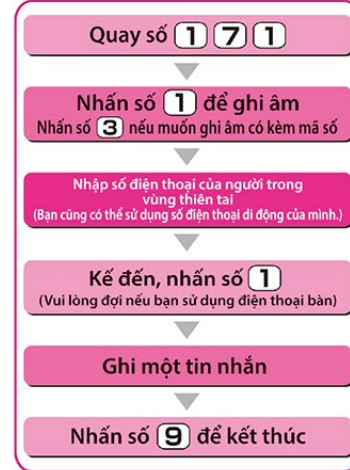 Quay số 1 7 1
Nhấn số 1 để ghi âm
Nhấn số 3 nếu muốn ghi âm có kèm mã số
Nhập số điện thoại của người trong
vùng thiên tai
(Bạn cũng có thể sử dụng số điện thoại di động của mình.)
Kế đến, nhấn số 1
(Vui lòng đợi nếu bạn sử dụng điện thoại bàn)
Ghi một tin nhắn
Nhấn số 9 để kết thúc